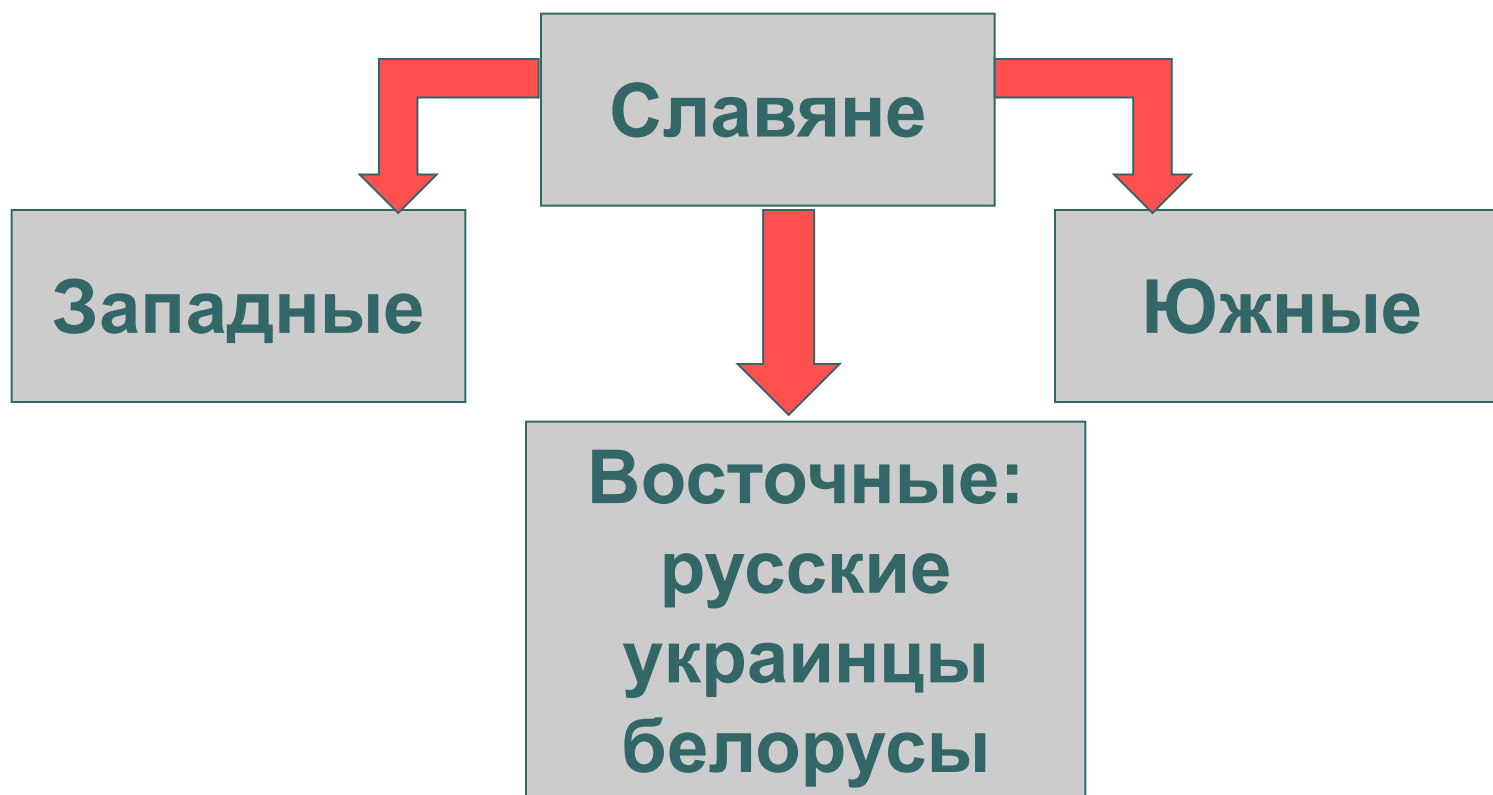 Славяне
Западные
Южные
Восточные:
русские
украинцы
белорусы